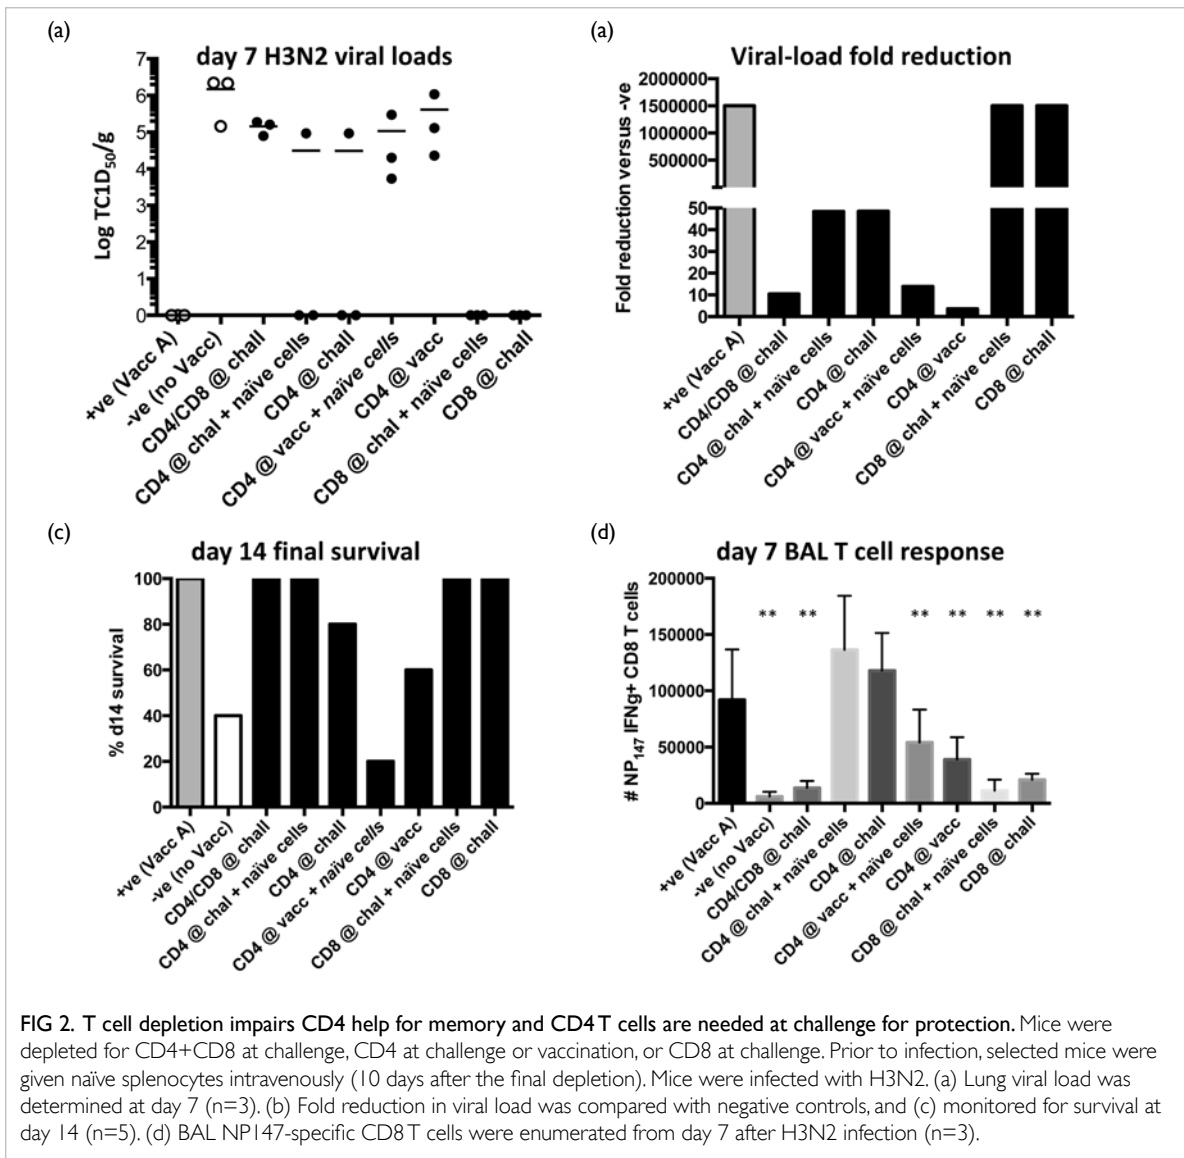 (a)
day 7 H3N2 viral loads
Log TC1D50/g
7
6
5
4
3
2
1
0
+ve (Vacc A)
-ve (no Vacc)
CD4/CD8 @ chall
CD4 @ chal + naïve cells
CD4 @ chall
CD4 @ vacc + naïve cells
CD4 @ vacc
CD8 @ chal + naïve cells
CD8 @ chall
(a)
Viral-load fold reduction
Fold reduction versus -ve
2000000
1500000
1000000
500000
50
40
30
20
10
0
+ve (Vacc A)
CD4/CD8 @ chall
CD4 @ chal + naïve cells
CD4 @ chall
CD4 @ vacc + naïve cells
CD4 @ vacc
CD8 @ chal + naïve cells
CD8 @ chall
(c)
day 14 final survival
% d14 survival
100
80
60
40
20
0
+ve (Vacc A)
-ve (no Vacc)
CD4/CD8 @ chall
CD4 @ chal + naïve cells
CD4 @ chall
CD4 @ vacc + naïve cells
CD4 @ vacc
CD8 @ chal + naïve cells
CD8 @ chall
(d)
day 7 BAL T cell response
# NP147 IFNg+ CD8 T cells
200000
150000
100000
50000
0
** ** ** ** ** **
+ve (Vacc A)
-ve (no Vacc)
CD4/CD8 @ chall
CD4 @ chal + naïve cells
CD4 @ chall
CD4 @ vacc + naïve cells
CD4 @ vacc
CD8 @ chal + naïve cells
CD8 @ chall
FIG 2. T cell depletion impairs CD4 help for memory and CD4 T cells are needed at challenge for protection. Mice were
depleted for CD4+CD8 at challenge, CD4 at challenge or vaccination, or CD8 at challenge. Prior to infection, selected mice were
given naïve splenocytes intravenously (10 days after the final depletion). Mice were infected with H3N2. (a) Lung viral load was
determined at day 7 (n=3). (b) Fold reduction in viral load was compared with negative controls, and (c) monitored for survival at
day 14 (n=5). (d) BAL NP147-specific CD8 T cells were enumerated from day 7 after H3N2 infection (n=3).